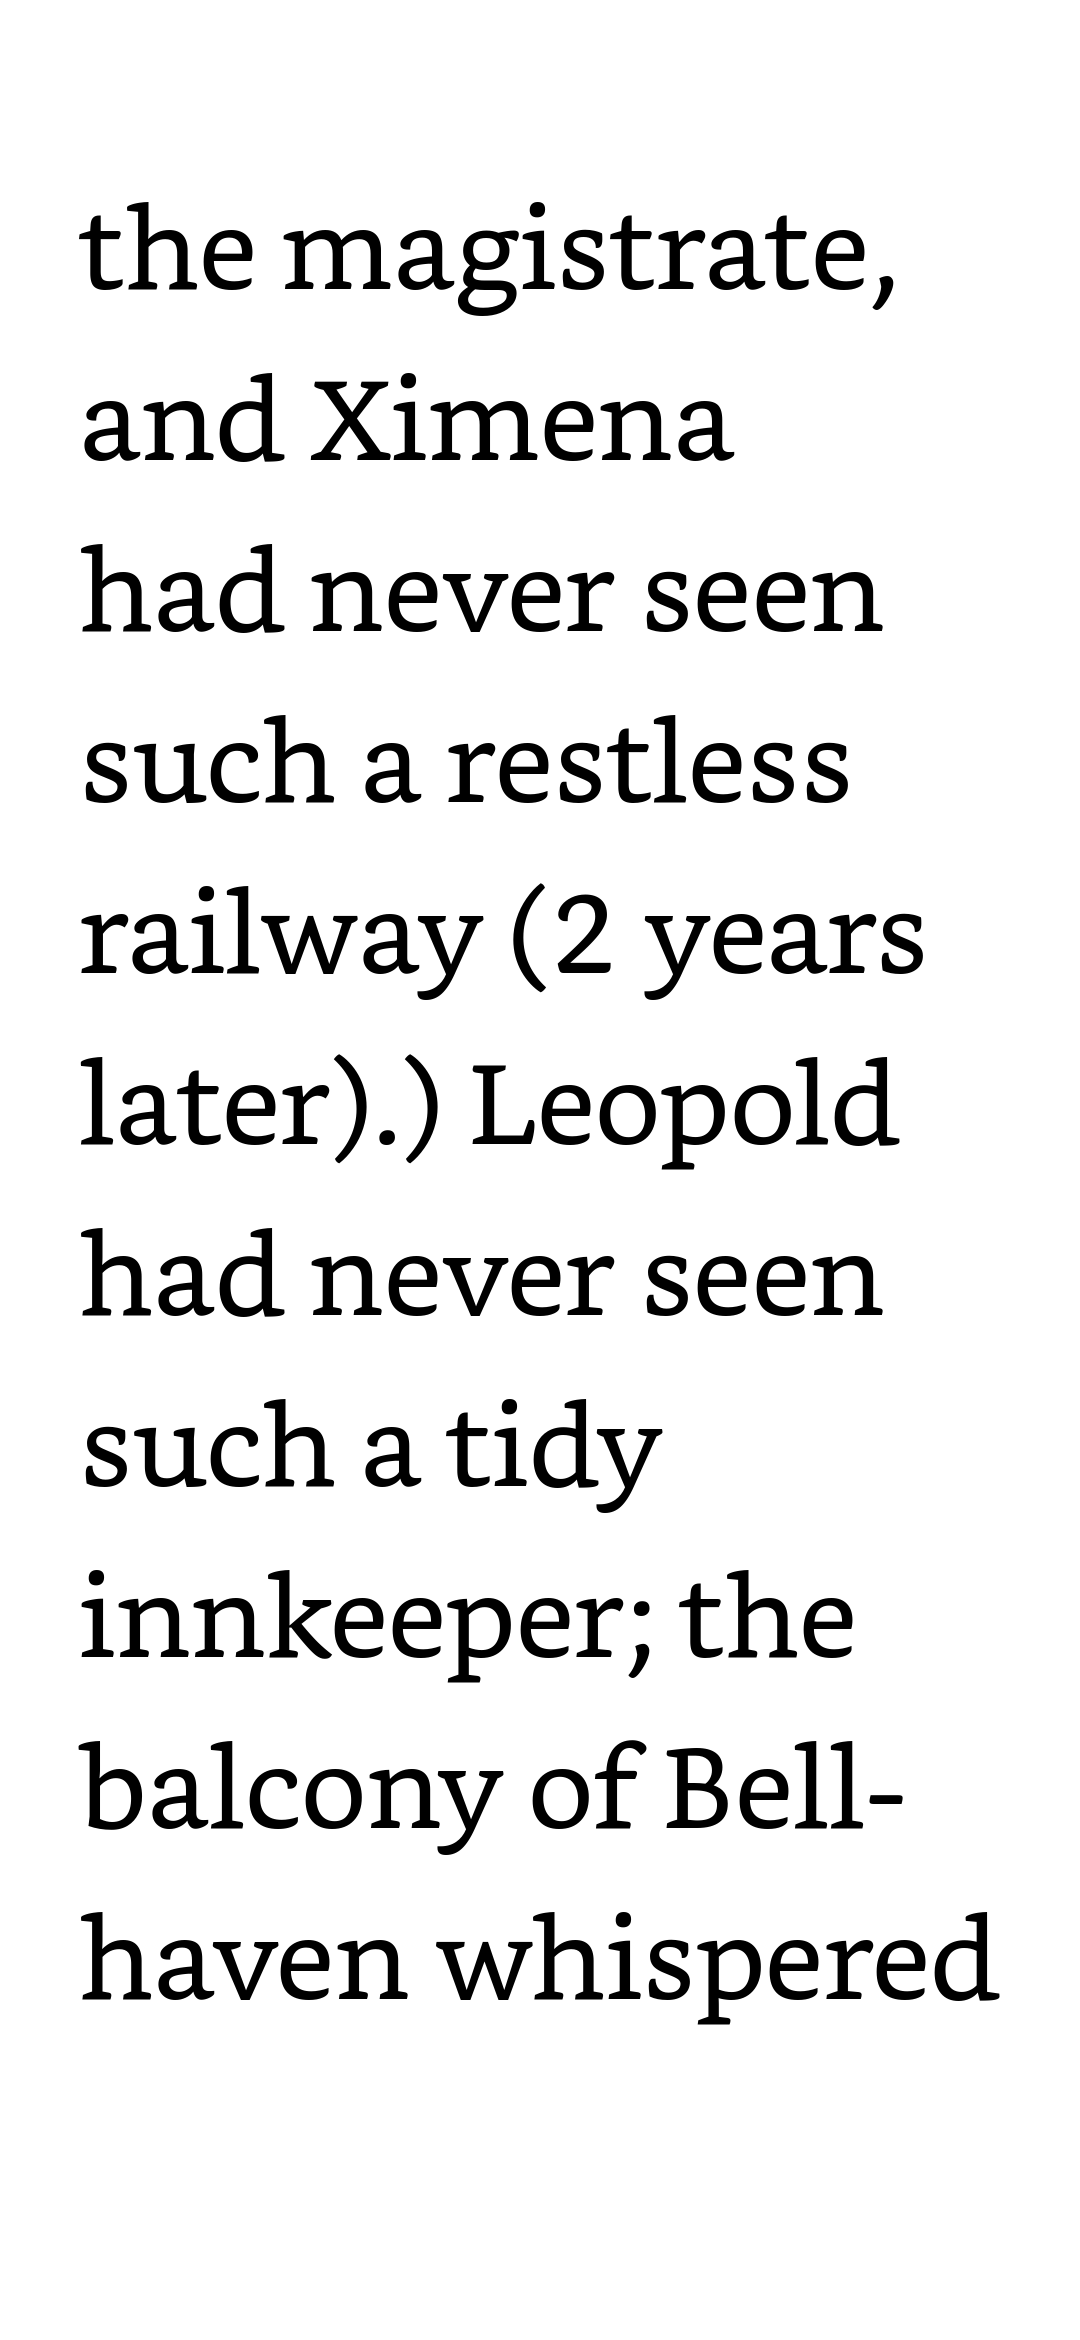 the magistrate,
and Ximena
had never seen
such a restless
railway (2 years
later).) Leopold
had never seen
such a tidy
innkeeper; the
balcony of Bell-
haven whispered